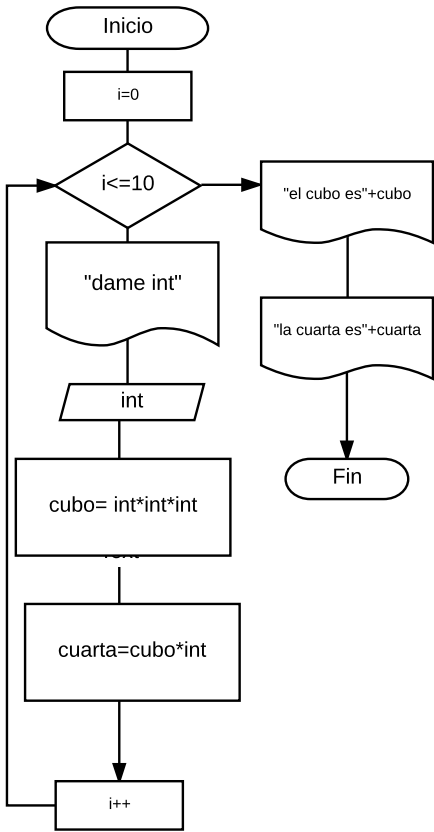 Inicio
i=0
i<=10
"dame int"
int
cubo= int*int*int
cuarta=cubo*int
i++
"el cubo es"+cubo
"la cuarta es"+cuarta
Fin